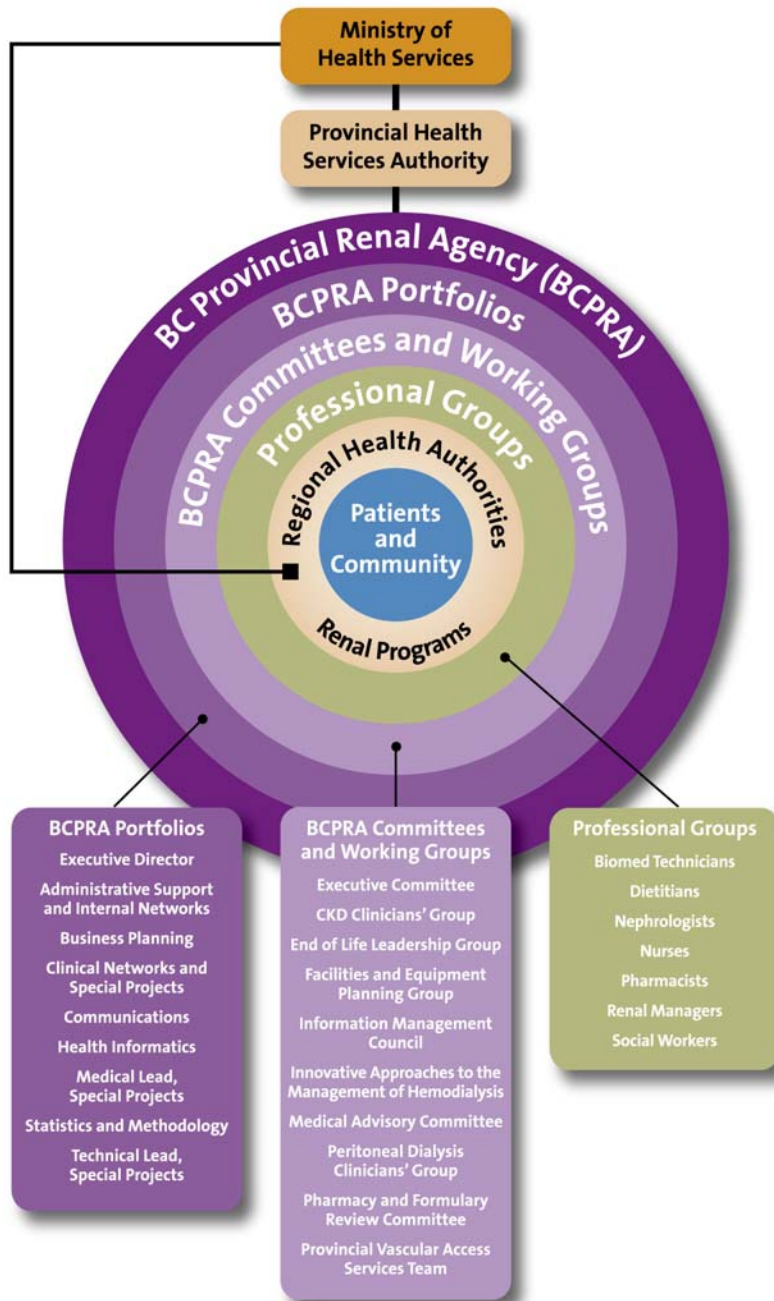 Ministry of
Health Services
Provincial Health
Services Authority
BC Provincial Renal Agency (BCPRA)
BCPRA Portfolios
BCPRA Committees and Working Groups
Professional Groups
Regional Health Authorities
Patients
and
Community
Renal Programs
BCPRA Portfolios
Executive Director
Administrative Support
and Internal Networks
Business Planning
Clinical Networks and
Special Projects
Communications
Health Informatics
Medical Lead,
Special Projects
Statistics and Methodology
Technical Lead,
Special Projects
BCPRA Committees
and Working Groups
Executive Committee
CKD Clinicians' Group
End of Life Leadership Group
Facilities and Equipment
Planning Group
Information Management
Council
Innovative Approaches to the
Management of Hemodialysis
Medical Advisory Committee
Peritoneal Dialysis
Clinicians' Group
Pharmacy and Formulary
Review Committee
Provincial Vascular Access
Services Team
Professional Groups
Biomed Technicians
Dietitians
Nephrologists
Nurses
Pharmacists
Renal Managers
Social Workers